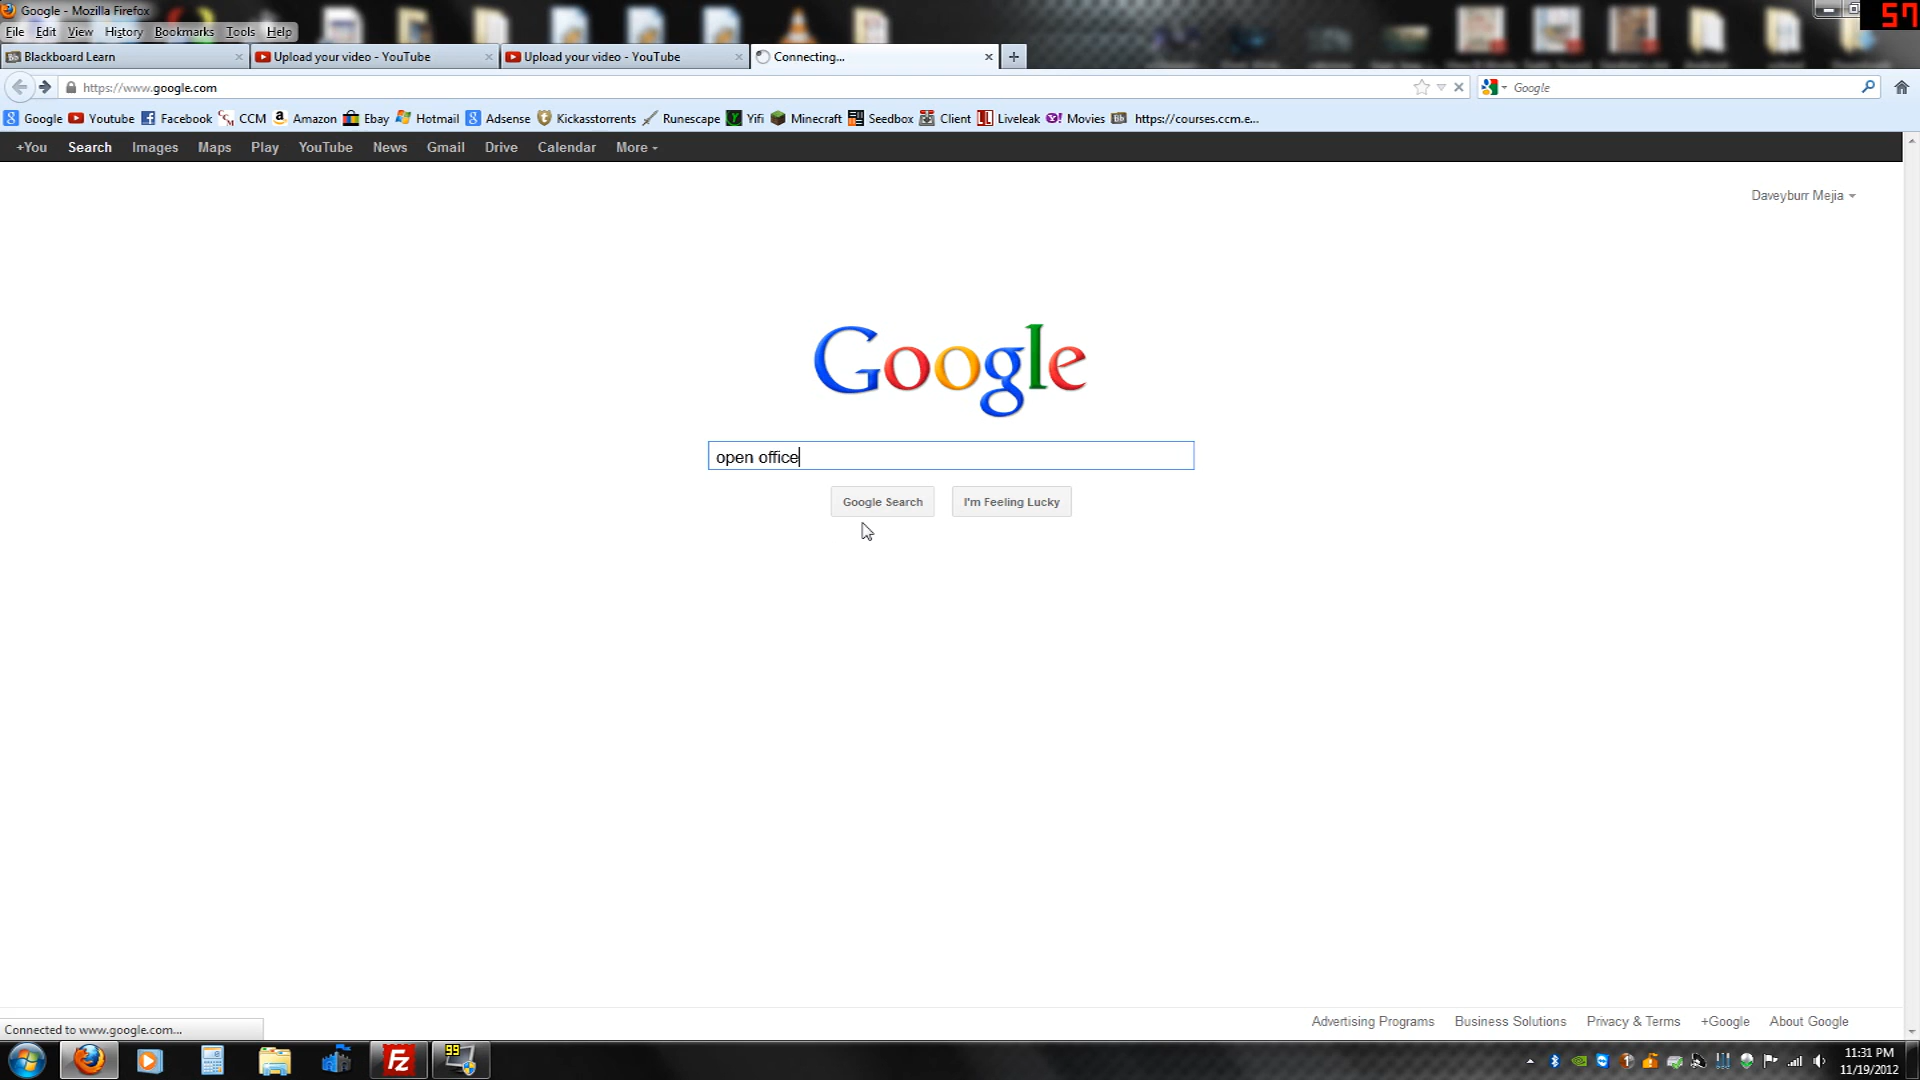 Google - Mozilla Firefox
57
File Edit View History Bookmarks Tools Help
Blackboard Learn Upload your video - YouTube Upload your video - YouTube Connecting...
https://www.google.com Google
Google Youtube Facebook CCM Amazon Ebay Hotmail Adsense Kickasstorrents Runescape Yifi Minecraft Seedbox Client Liveleak Movies https://courses.ccm.e...
+You Search Images Maps Play YouTube News Gmail Drive Calendar More
Daveyburr Mejia
Google
open office
Google Search I'm Feeling Lucky
Advertising Programs Business Solutions Privacy & Terms +Google About Google
Connected to www.google.com...
99
11:31 PM
11/19/2012